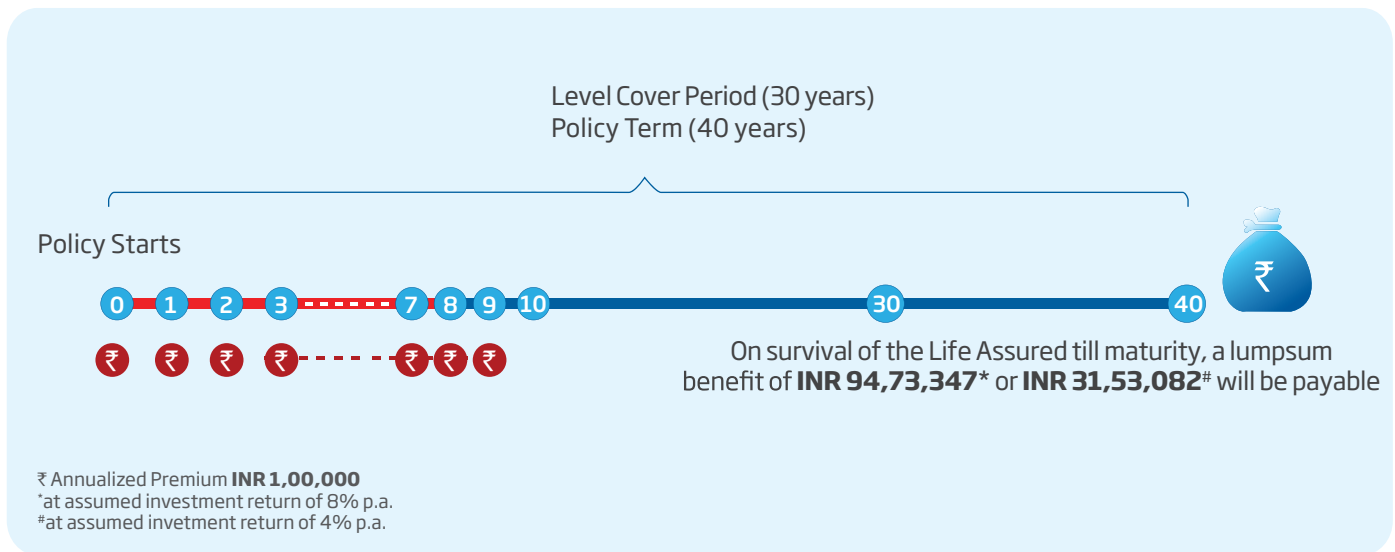 Level Cover Period (30 years)
Policy Term (40 years)
Policy Starts
₹
0 1 2 3 7 8 9 10 30 40
₹ ₹ ₹ ₹ ₹ ₹ ₹
On survival of the Life Assured till maturity, a lumpsum
benefit of INR 94,73,347* or INR 31,53,082# will be payable
₹ Annualized Premium INR 1,00,000
*at assumed investment return of 8% p.a.
#at assumed invetment return of 4% p.a.